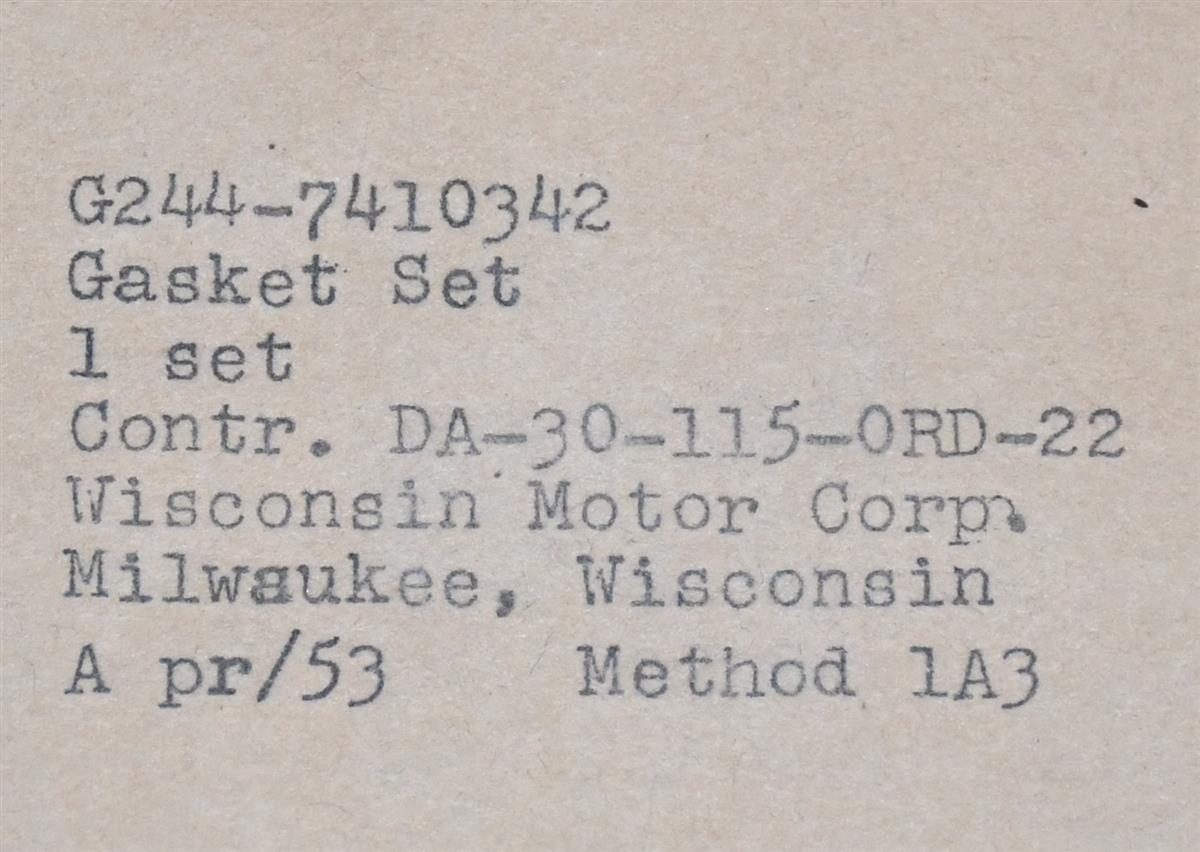 G244-7410342
Gasket Set
1 set
Contr. DA-30-115-ORD-22
Wisconsin Motor Corp.
Milwaukee, Wisconsin
A pr/53 Method 1A3